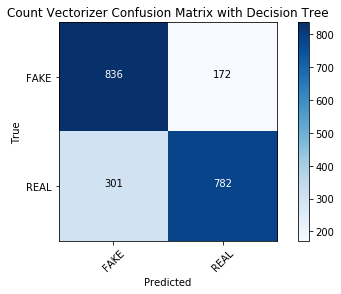 Count Vectorizer Confusion Matrix with Decision Tree
FAKE
836
172
True
REAL
301
782
FAKE
REAL
Predicted
800
700
600
500
400
300
200